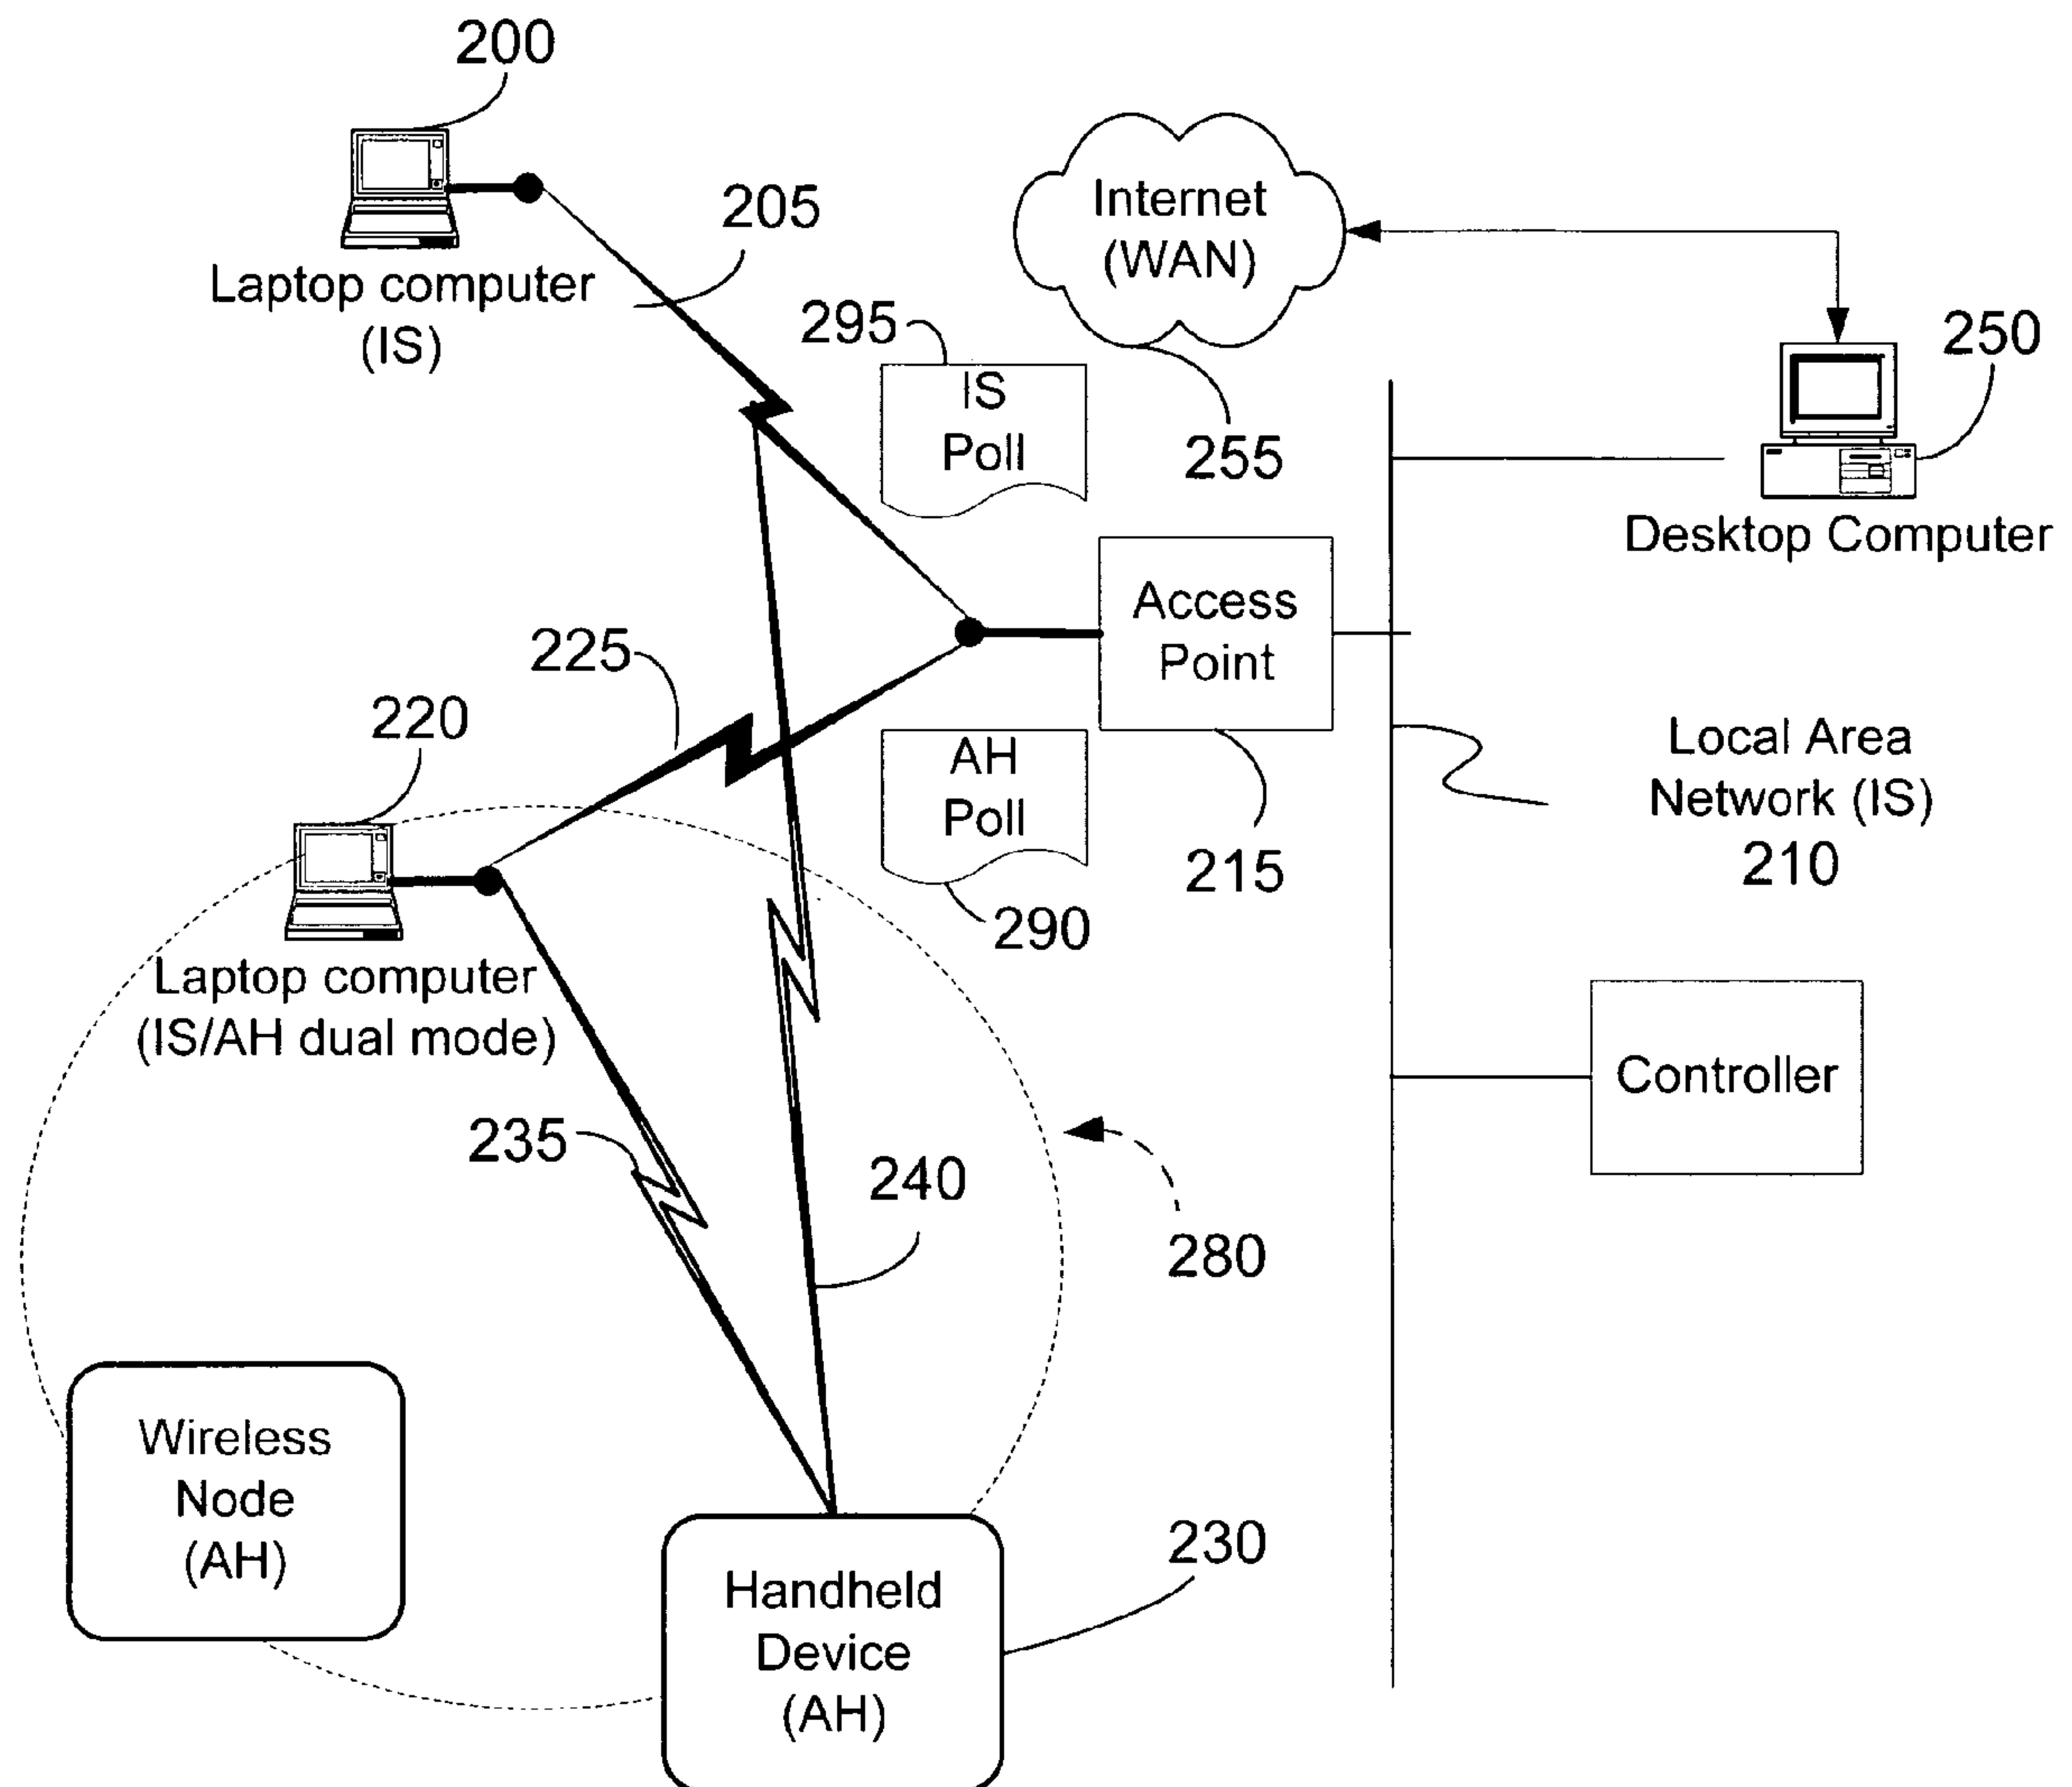 200
205
Laptop computer
(IS)
Internet
(WAN)
295
IS
Poll
255
250
Desktop Computer
Access
Point
225
220
AH
Poll
215
290
Local Area
Network (IS)
210
Laptop computer
(IS/AH dual mode)
235
240
280
Controller
Wireless
Node
(AH)
230
Handheld
Device
(AH)